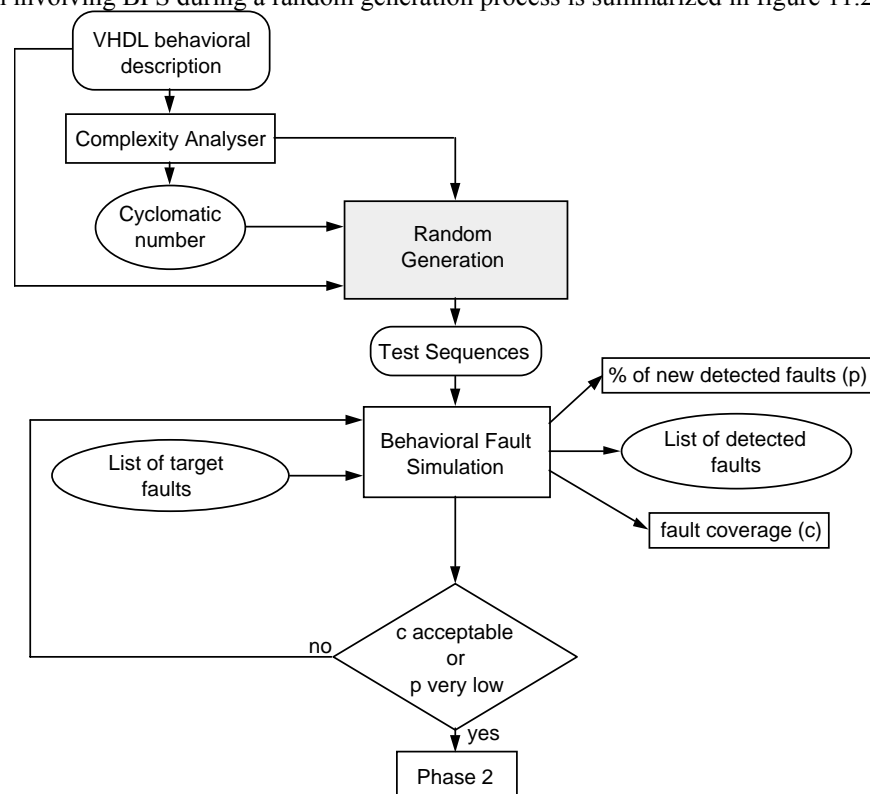 involving BFS during a random generation process is summarized in figure 11.2
VHDL behavioral
description
Complexity Analyser
Cyclomatic
number
Random
Generation
Test Sequences
% of new detected faults (p)
Behavioral Fault
Simulation
List of detected
faults
List of target
faults
fault coverage (c)
c acceptable
or
p very low
no
yes
Phase 2